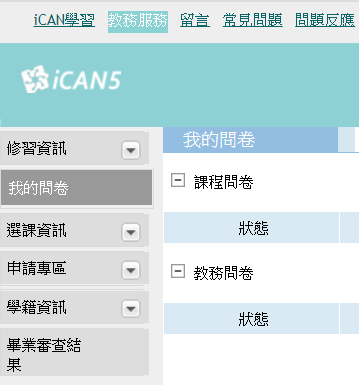 iCAN學習 教務服務 留言 常見問題 問題反應
iCAN5
修習資訊
我的問卷
選課資訊
申請專區
學籍資訊
畢業審查結
果
我的問卷
課程問卷
狀態
教務問卷
狀態